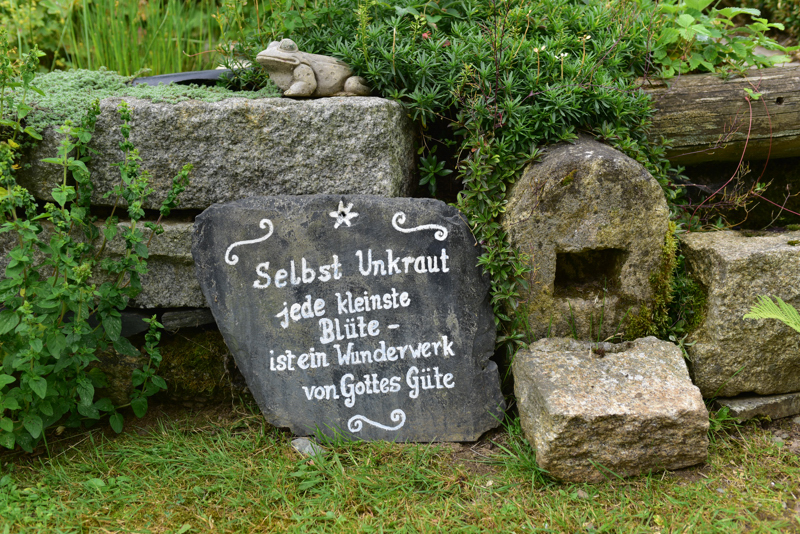 Selbst Unkraut
jede kleinste
Blüte –
ist ein Wunderwerk
von Gottes Güte